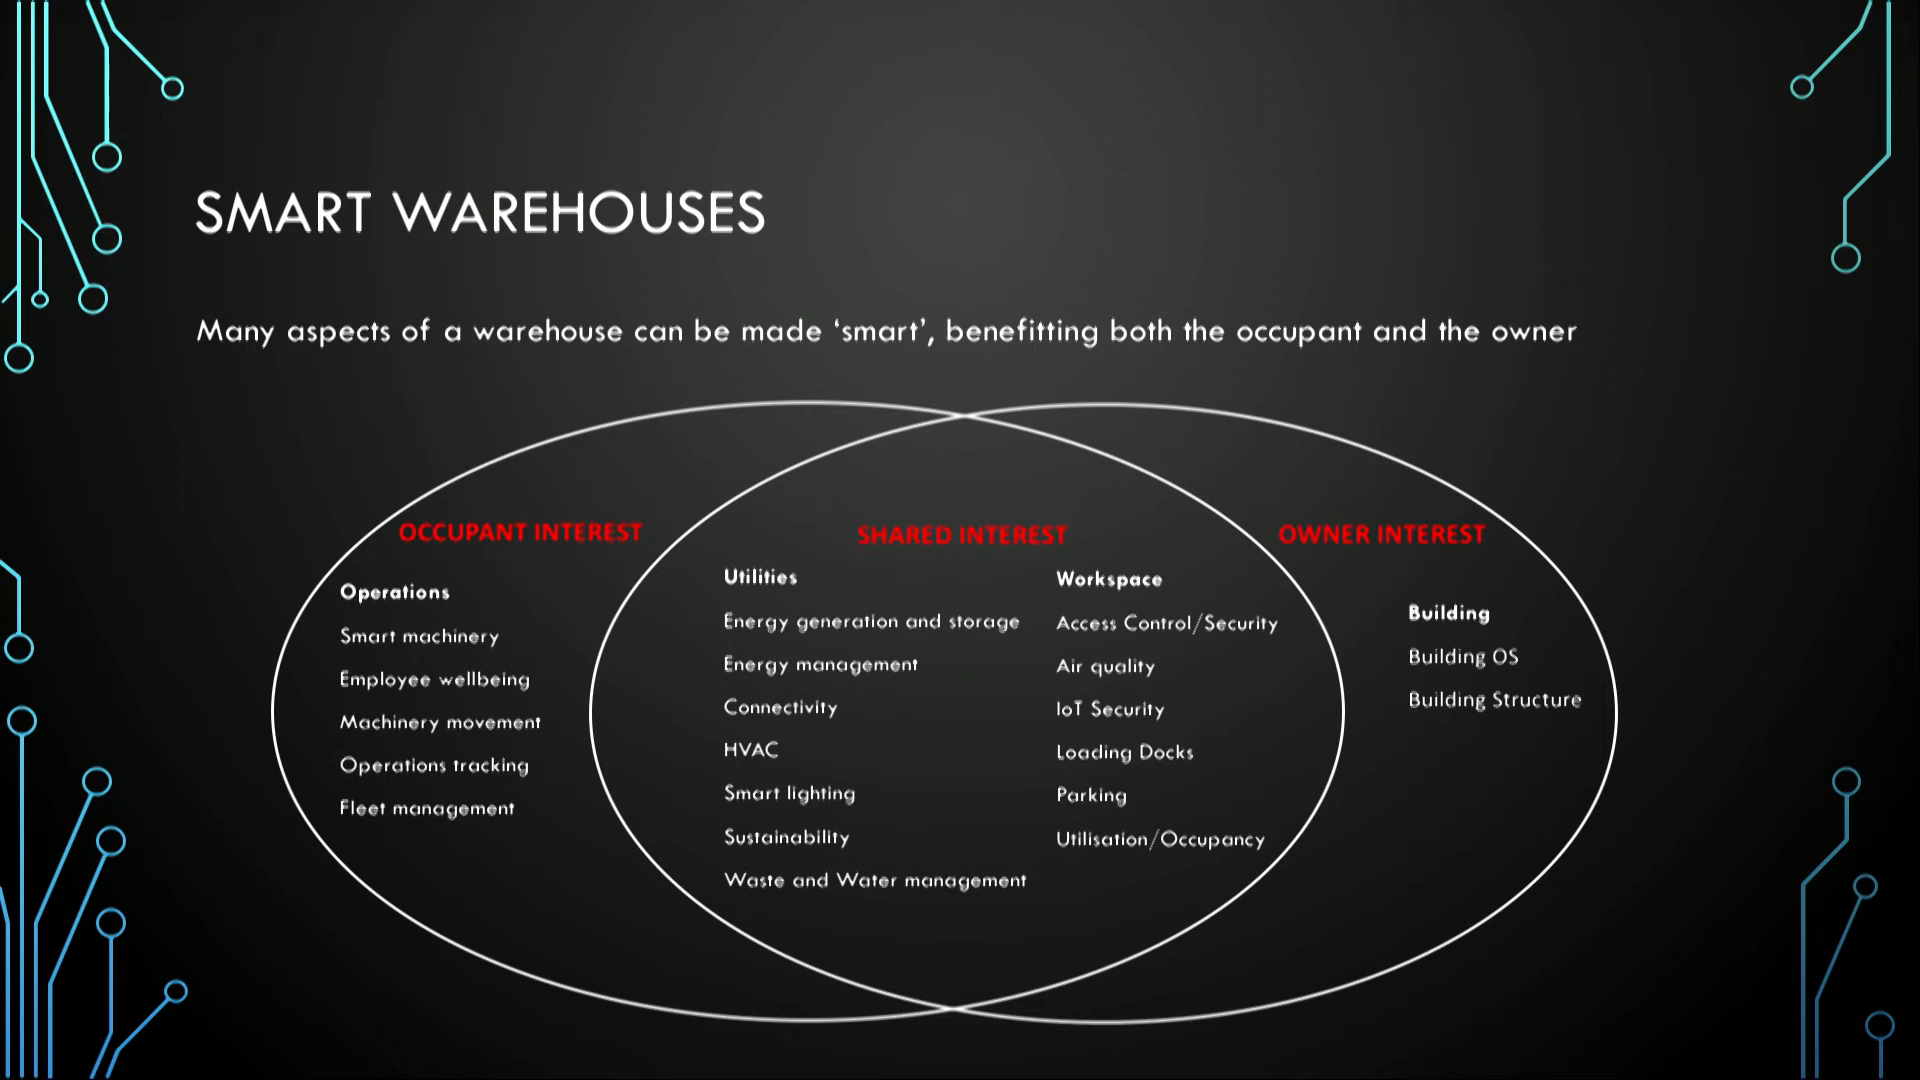 SMART WAREHOUSES
Many aspects of a warehouse can be made ‘smart’, benefitting both the occupant and the owner
OCCUPANT INTEREST
Operations
Smart machinery
Employee wellbeing
Machinery movement
Operations tracking
Fleet management
SHARED INTEREST
Utilities
Energy generation and storage
Energy management
Connectivity
HVAC
Smart lighting
Sustainability
Waste and Water management
Workspace
Access Control/Security
Air quality
IoT Security
Loading Docks
Parking
Utilisation/Occupancy
OWNER INTEREST
Building
Building OS
Building Structure